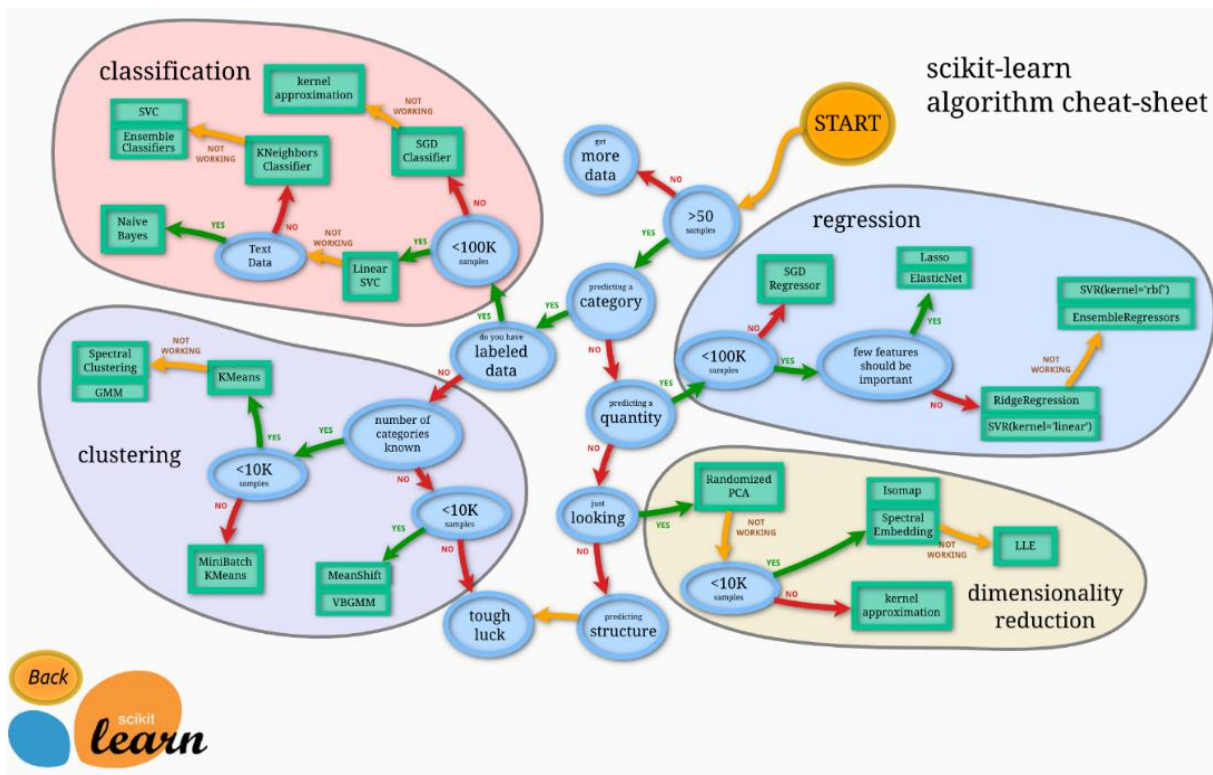 scikit-learn
algorithm cheat-sheet
START
get
more
data
NO
>50
samples
YES
predicting a
category
YES
NO
do you have
labeled
data
YES
NO
predicting a
quantity
YES
NO
just
looking
YES
NO
predicting
structure
tough
luck
classification
kernel
approximation
NOT
WORKING
SGD
Classifier
NO
<100K
samples
YES
Linear
SVC
NOT
WORKING
Text
Data
YES
Naive
Bayes
NO
KNeighbors
Classifier
NOT
WORKING
SVC
Ensemble
Classifiers
clustering
number of
categories
known
YES
NO
<10K
samples
YES
KMeans
NOT
WORKING
Spectral
Clustering
GMM
NO
MiniBatch
KMeans
<10K
samples
YES
MeanShift
VBGMM
NO
regression
<100K
samples
NO
SGD
Regressor
YES
few features
should be
important
YES
Lasso
ElasticNet
NO
RidgeRegression
SVR(kernel='linear')
NOT
WORKING
SVR(kernel='rbf')
EnsembleRegressors
dimensionality
reduction
Randomized
PCA
NOT
WORKING
<10K
samples
YES
Isomap
Spectral
Embedding
NOT
WORKING
LLE
NO
kernel
approximation
Back
scikit
learn